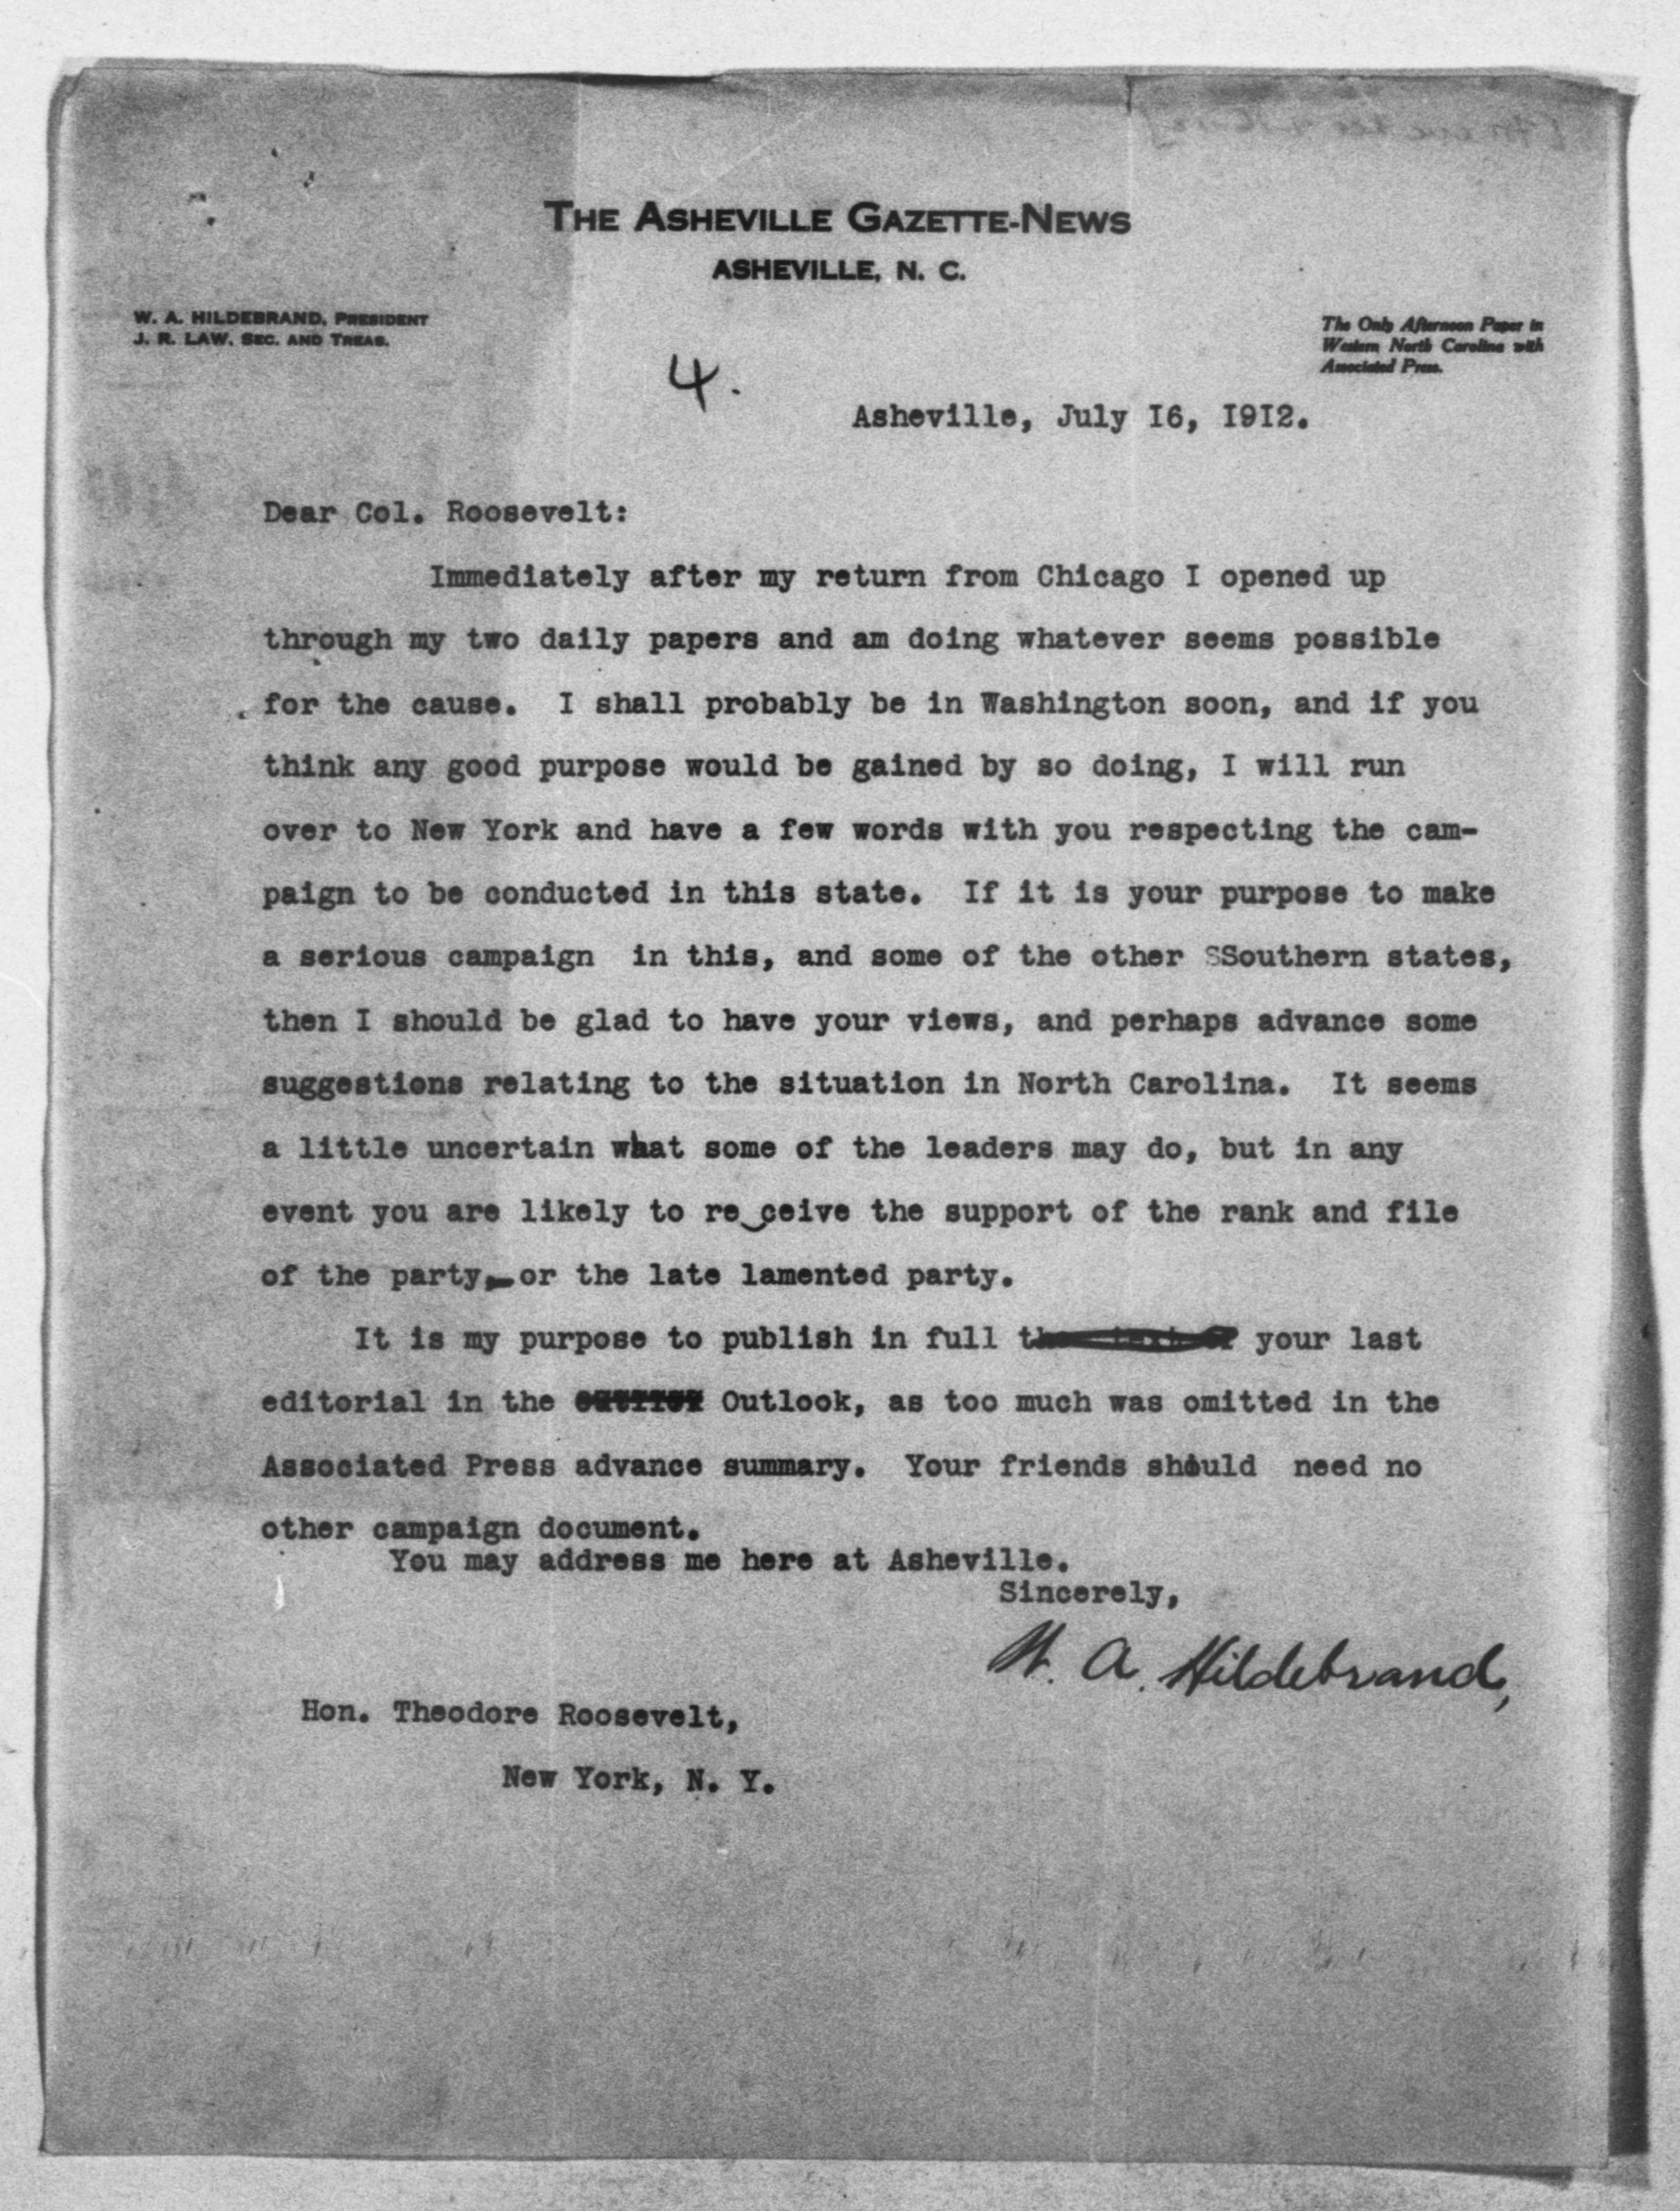 THE ASHEVILLE GAZETTE-NEWS
ASHEVILLE, N. C.
W. A. HILDEBRAND, PRESIDENT
J. R. LAW, SEC. AND TREAS.
The Only Afternoon Paper in
Western North Carolina with
Associated Press.
4.
Asheville, July I6, I9I2.
Dear Col. Roosevelt:
Immediately after my return from Chicago I opened up
through my two daily papers and am doing whatever seems possible
for the cause. I shall probably be in Washington soon, and if you
think any good purpose would be gained by so doing, I will run
over to New York and have a few words with you respecting the cam-
paign to be conducted in this state. If it is your purpose to make
a serious campaign in this, and some of the other SSouthern states,
then I should be glad to have your views, and perhaps advance some
suggestions relating to the situation in North Carolina. It seems
a little uncertain what some of the leaders may do, but in any
event you are likely to re ceive the support of the rank and file
of the party,-or the late lamented party.
It is my purpose to publish in full the text of your last
editorial in the Outlook, as too much was omitted in the
Associated Press advance summary. Your friends should need no
other campaign document.
You may address me here at Asheville.
Sincerely,
W. A. Hildebrand,
Hon. Theodore Roosevelt,
New York, N. Y.